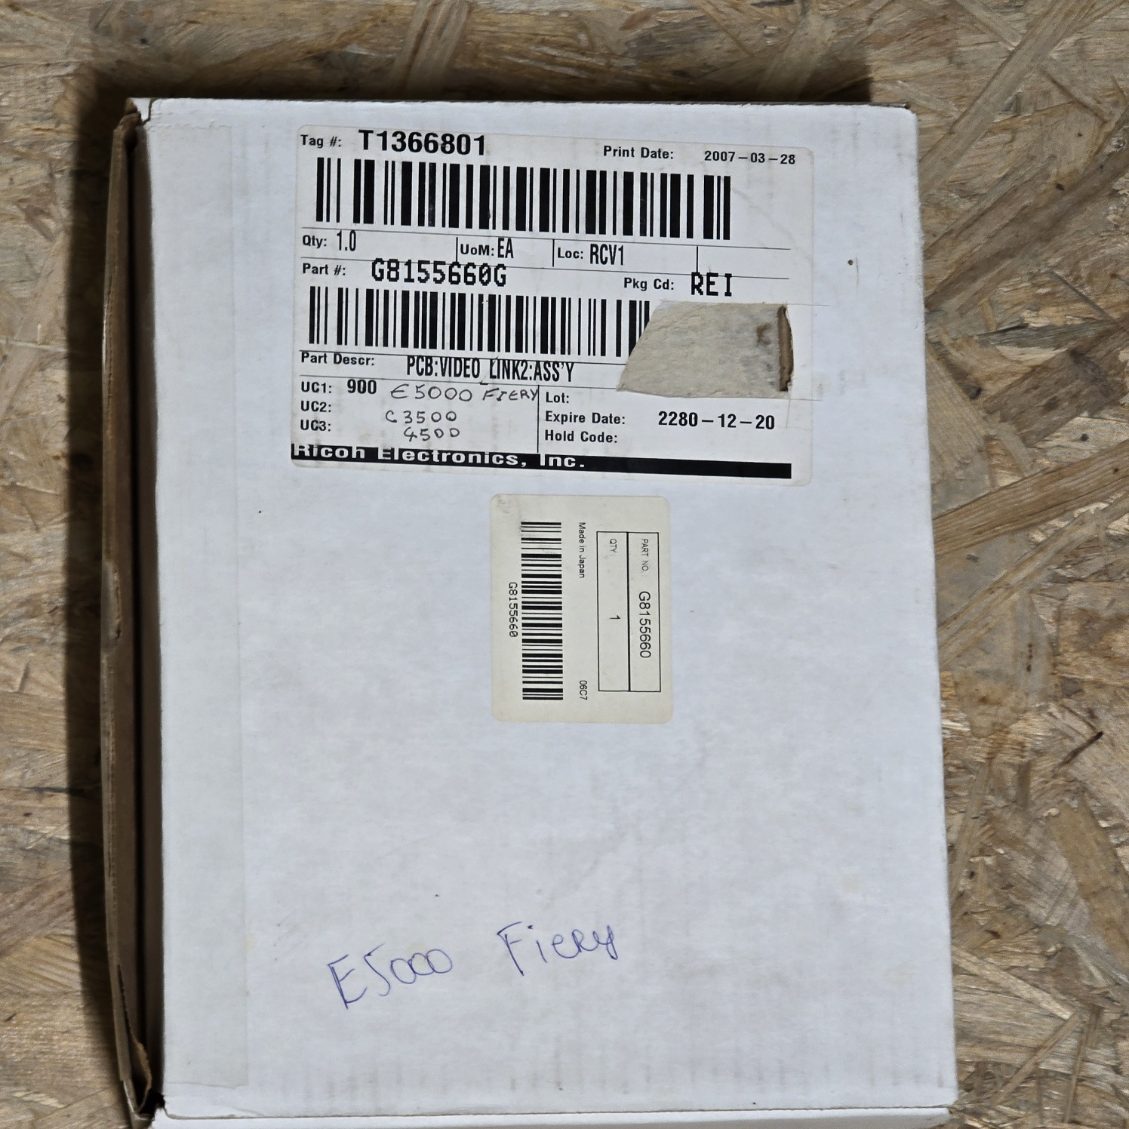 Tag #: T1366801 Print Date: 2007-03-28
Qty: 1.0 UoM: EA Loc: RCV1
Part #: G8155660G Pkg Cd: REI
Part Descr: PCB:VIDEO LINK2:ASS'Y
UC1: 900 E5000 FIERY Lot:
UC2: C3500 Expire Date: 2280-12-20
UC3: 4500 Hold Code:
Ricoh Electronics, Inc.
PART NO. G8155660
QTY 1
Made in Japan 06C7
G8155660
E5000 Fiery